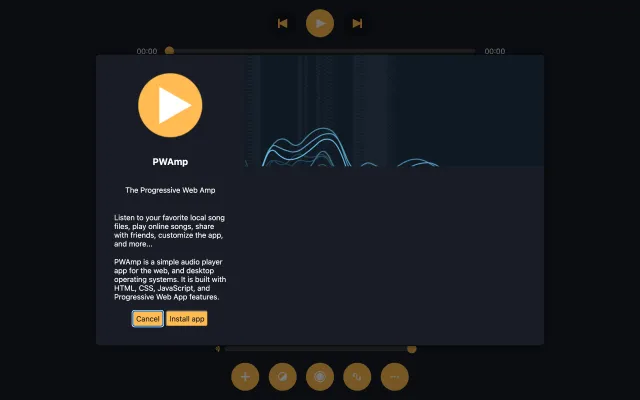 00:00
00:00
PWAmp
The Progressive Web Amp
Listen to your favorite local song
files, play online songs, share
with friends, customize the app,
and more...
PWAmp is a simple audio player
app for the web, and desktop
operating systems. It is built with
HTML, CSS, JavaScript, and
Progressive Web App features.
Cancel
Install app